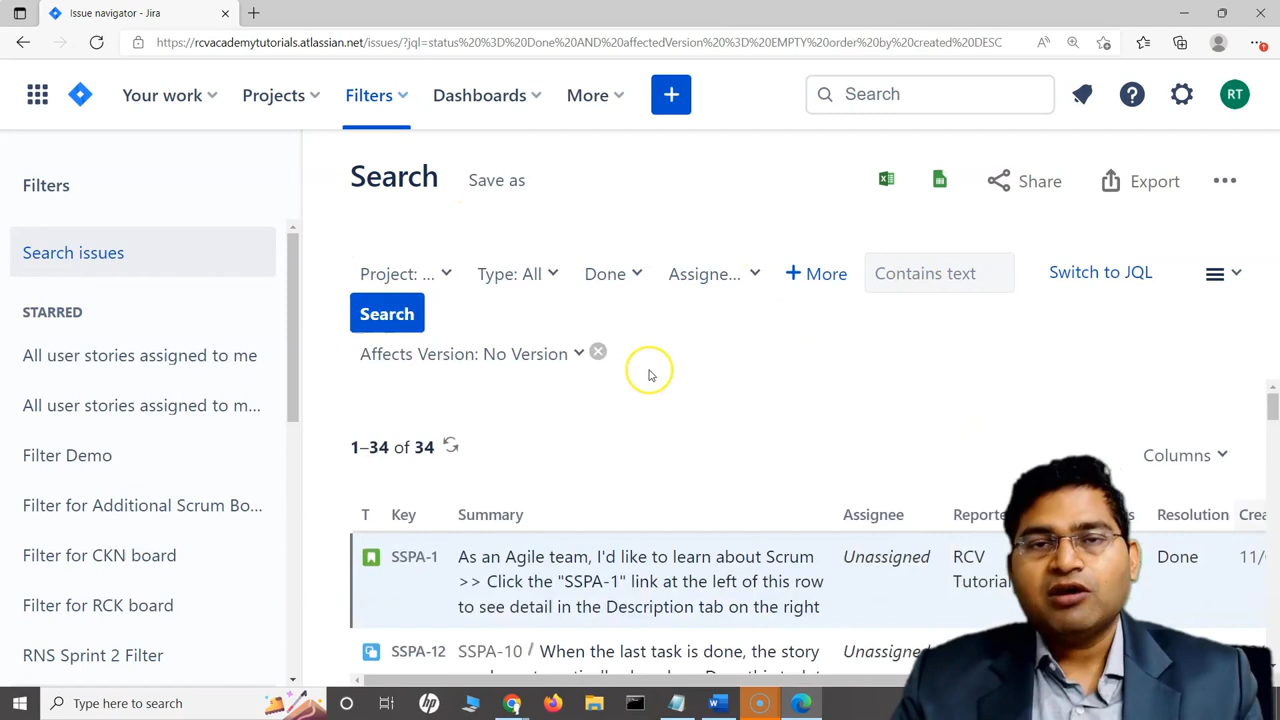 Issue navigator - Jira
https://rcvacademytutorials.atlassian.net/issues/?jql=status%20%3D%20Done%20AND%20affectedVersion%20%3D%20EMPTY%20order%20by%20created%20DESC
Your work Projects Filters Dashboards More Search RT
Filters
Search issues
STARRED
All user stories assigned to me
All user stories assigned to m...
Filter Demo
Filter for Additional Scrum Bo...
Filter for CKN board
Filter for RCK board
RNS Sprint 2 Filter
Search Save as Share Export
Project: ... Type: All Done Assigne... + More Contains text Switch to JQL
Search
Affects Version: No Version
1–34 of 34
Columns
T Key Summary Assignee Reporte Resolution Crea
SSPA-1 As an Agile team, I'd like to learn about Scrum Unassigned RCV Done 11/
>> Click the "SSPA-1" link at the left of this row Tutorial
to see detail in the Description tab on the right
SSPA-12 SSPA-10 / When the last task is done, the story Unassigned
Type here to search